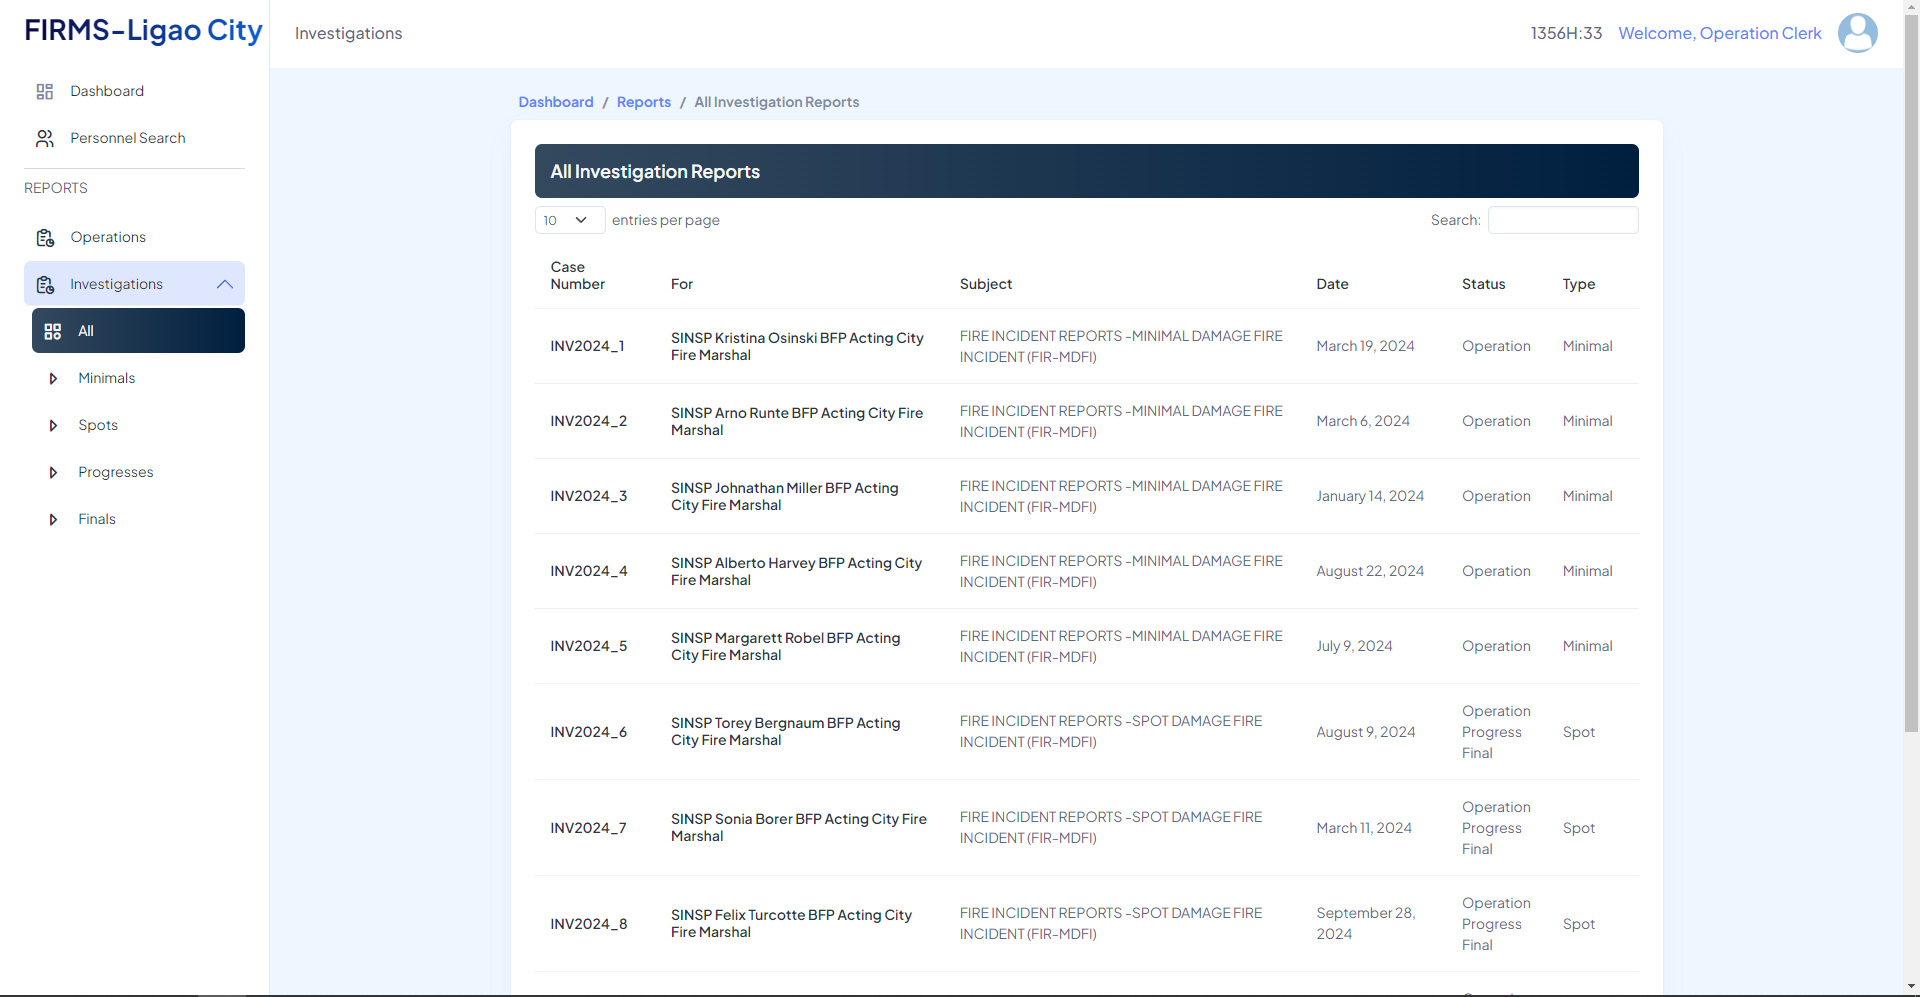 FIRMS-Ligao City
Investigations
1356H:33
Welcome, Operation Clerk
Dashboard
Personnel Search
REPORTS
Operations
Investigations
All
Minimals
Spots
Progresses
Finals
Dashboard / Reports / All Investigation Reports
All Investigation Reports
10 entries per page
Search:
Case
Number For Subject Date Status Type
INV2024_1
SINSP Kristina Osinski BFP Acting City
Fire Marshal
FIRE INCIDENT REPORTS -MINIMAL DAMAGE FIRE
INCIDENT (FIR-MDFI)
March 19, 2024
Operation
Minimal
INV2024_2
SINSP Arno Runte BFP Acting City Fire
Marshal
FIRE INCIDENT REPORTS -MINIMAL DAMAGE FIRE
INCIDENT (FIR-MDFI)
March 6, 2024
Operation
Minimal
INV2024_3
SINSP Johnathan Miller BFP Acting
City Fire Marshal
FIRE INCIDENT REPORTS -MINIMAL DAMAGE FIRE
INCIDENT (FIR-MDFI)
January 14, 2024
Operation
Minimal
INV2024_4
SINSP Alberto Harvey BFP Acting City
Fire Marshal
FIRE INCIDENT REPORTS -MINIMAL DAMAGE FIRE
INCIDENT (FIR-MDFI)
August 22, 2024
Operation
Minimal
INV2024_5
SINSP Margarett Robel BFP Acting
City Fire Marshal
FIRE INCIDENT REPORTS -MINIMAL DAMAGE FIRE
INCIDENT (FIR-MDFI)
July 9, 2024
Operation
Minimal
INV2024_6
SINSP Torey Bergnaum BFP Acting
City Fire Marshal
FIRE INCIDENT REPORTS -SPOT DAMAGE FIRE
INCIDENT (FIR-MDFI)
August 9, 2024
Operation
Progress
Final
Spot
INV2024_7
SINSP Sonia Borer BFP Acting City Fire
Marshal
FIRE INCIDENT REPORTS -SPOT DAMAGE FIRE
INCIDENT (FIR-MDFI)
March 11, 2024
Operation
Progress
Final
Spot
INV2024_8
SINSP Felix Turcotte BFP Acting City
Fire Marshal
FIRE INCIDENT REPORTS -SPOT DAMAGE FIRE
INCIDENT (FIR-MDFI)
September 28,
2024
Operation
Progress
Final
Spot